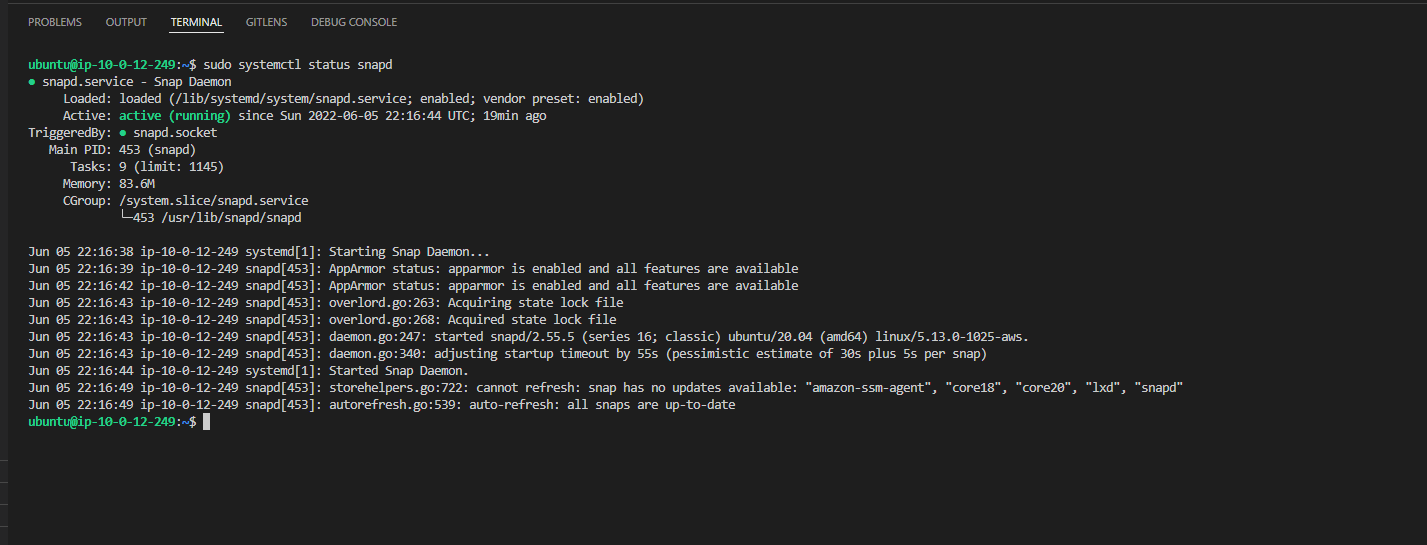 PROBLEMS OUTPUT TERMINAL GITLENS DEBUG CONSOLE
ubuntu@ip-10-0-12-249:~$ sudo systemctl status snapd
● snapd.service - Snap Daemon
Loaded: loaded (/lib/systemd/system/snapd.service; enabled; vendor preset: enabled)
Active: active (running) since Sun 2022-06-05 22:16:44 UTC; 19min ago
TriggeredBy: ● snapd.socket
Main PID: 453 (snapd)
Tasks: 9 (limit: 1145)
Memory: 83.6M
CGroup: /system.slice/snapd.service
└─453 /usr/lib/snapd/snapd
Jun 05 22:16:38 ip-10-0-12-249 systemd[1]: Starting Snap Daemon...
Jun 05 22:16:39 ip-10-0-12-249 snapd[453]: AppArmor status: apparmor is enabled and all features are available
Jun 05 22:16:42 ip-10-0-12-249 snapd[453]: AppArmor status: apparmor is enabled and all features are available
Jun 05 22:16:43 ip-10-0-12-249 snapd[453]: overlord.go:263: Acquiring state lock file
Jun 05 22:16:43 ip-10-0-12-249 snapd[453]: overlord.go:268: Acquired state lock file
Jun 05 22:16:43 ip-10-0-12-249 snapd[453]: daemon.go:247: started snapd/2.55.5 (series 16; classic) ubuntu/20.04 (amd64) linux/5.13.0-1025-aws.
Jun 05 22:16:43 ip-10-0-12-249 snapd[453]: daemon.go:340: adjusting startup timeout by 55s (pessimistic estimate of 30s plus 5s per snap)
Jun 05 22:16:44 ip-10-0-12-249 systemd[1]: Started Snap Daemon.
Jun 05 22:16:49 ip-10-0-12-249 snapd[453]: storehelpers.go:722: cannot refresh: snap has no updates available: "amazon-ssm-agent", "core18", "core20", "lxd", "snapd"
Jun 05 22:16:49 ip-10-0-12-249 snapd[453]: autorefresh.go:539: auto-refresh: all snaps are up-to-date
ubuntu@ip-10-0-12-249:~$